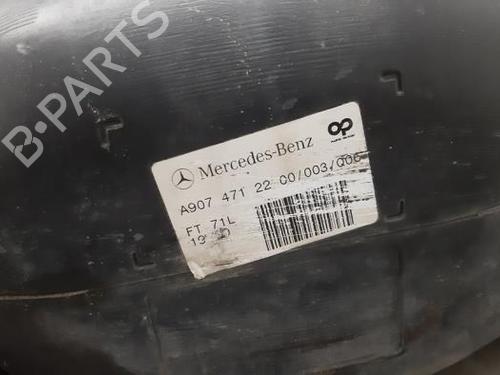 B-PARTS
Mercedes-Benz
A907 471 22 00/003/006
FT 71L